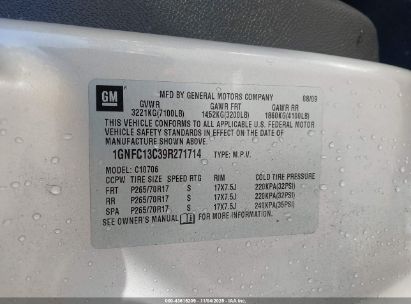 GM
MFD BY GENERAL MOTORS COMPANY 08/09
GVWR GAWR FRT GAWR RR
3221KG(7100LB) 1452KG(3200LB) 1860KG(4100LB)
THIS VEHICLE CONFORMS TO ALL APPLICABLE U.S. FEDERAL MOTOR
VEHICLE SAFETY STANDARDS IN EFFECT ON THE DATE OF
MANUFACTURE SHOWN ABOVE.
1GNFC13C39R271714 TYPE: M.P.V.
MODEL: C10706
CCPW TIRE SIZE SPEED RTG RIM COLD TIRE PRESSURE
FRT P265/70R17 S 17X7.5J 220KPA(32PSI)
RR P265/70R17 S 17X7.5J 220KPA(32PSI)
SPA P265/70R17 S 17X7.5J 240KPA(35PSI)
SEE OWNER'S MANUAL FOR MORE INFORMATION